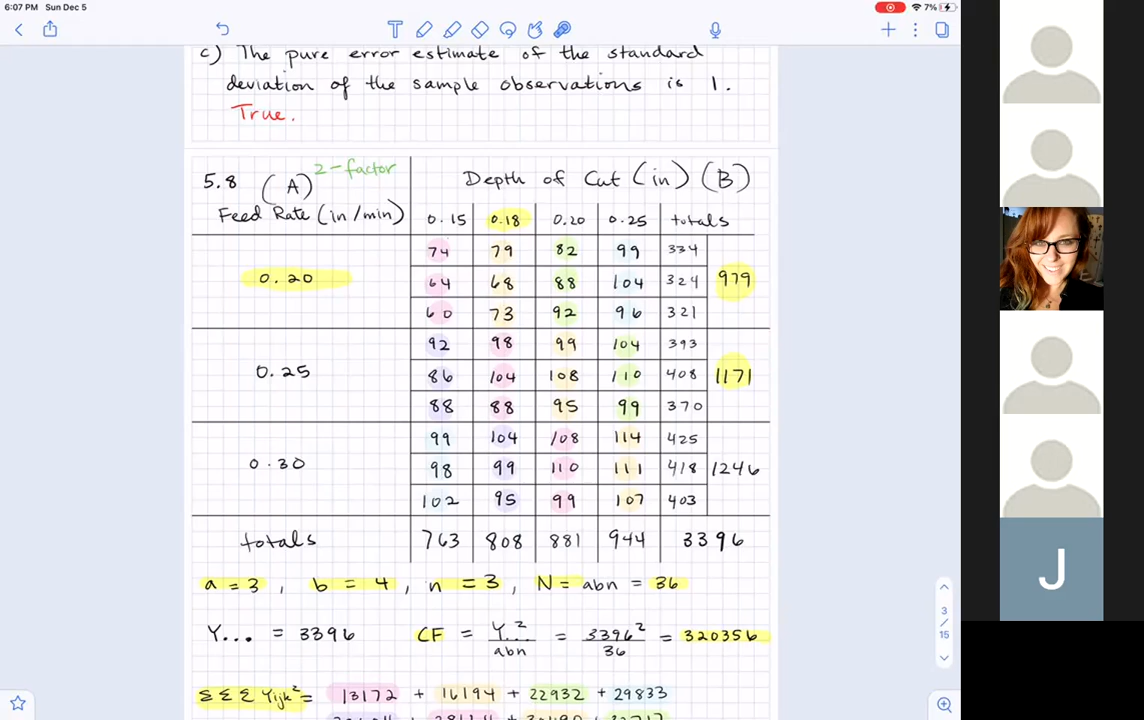 6:07 PM Sun Dec 5
7%
c) The pure error estimate of the standard
deviation of the sample observations is 1.
True.
5.8 (A) 2-factor Depth of Cut (in) (B)
Feed Rate (in/min) 0.15 0.18 0.20 0.25 totals
74 79 82 99 334
0.20 64 68 88 104 324 979
60 73 92 96 321
92 98 99 104 393
0.25 86 104 108 110 408 1171
88 88 95 99 370
99 104 108 114 425
0.30 98 99 110 111 418 1246
102 95 99 107 403
totals 763 808 881 944 3396
a = 3, b = 4, n = 3, N = abn = 36
Y... = 3396 CF = Y...² / abn = 3396² / 36 = 320356
ΣΣΣ Yijk² = 13172 + 16194 + 22932 + 29833
3
/
15
J